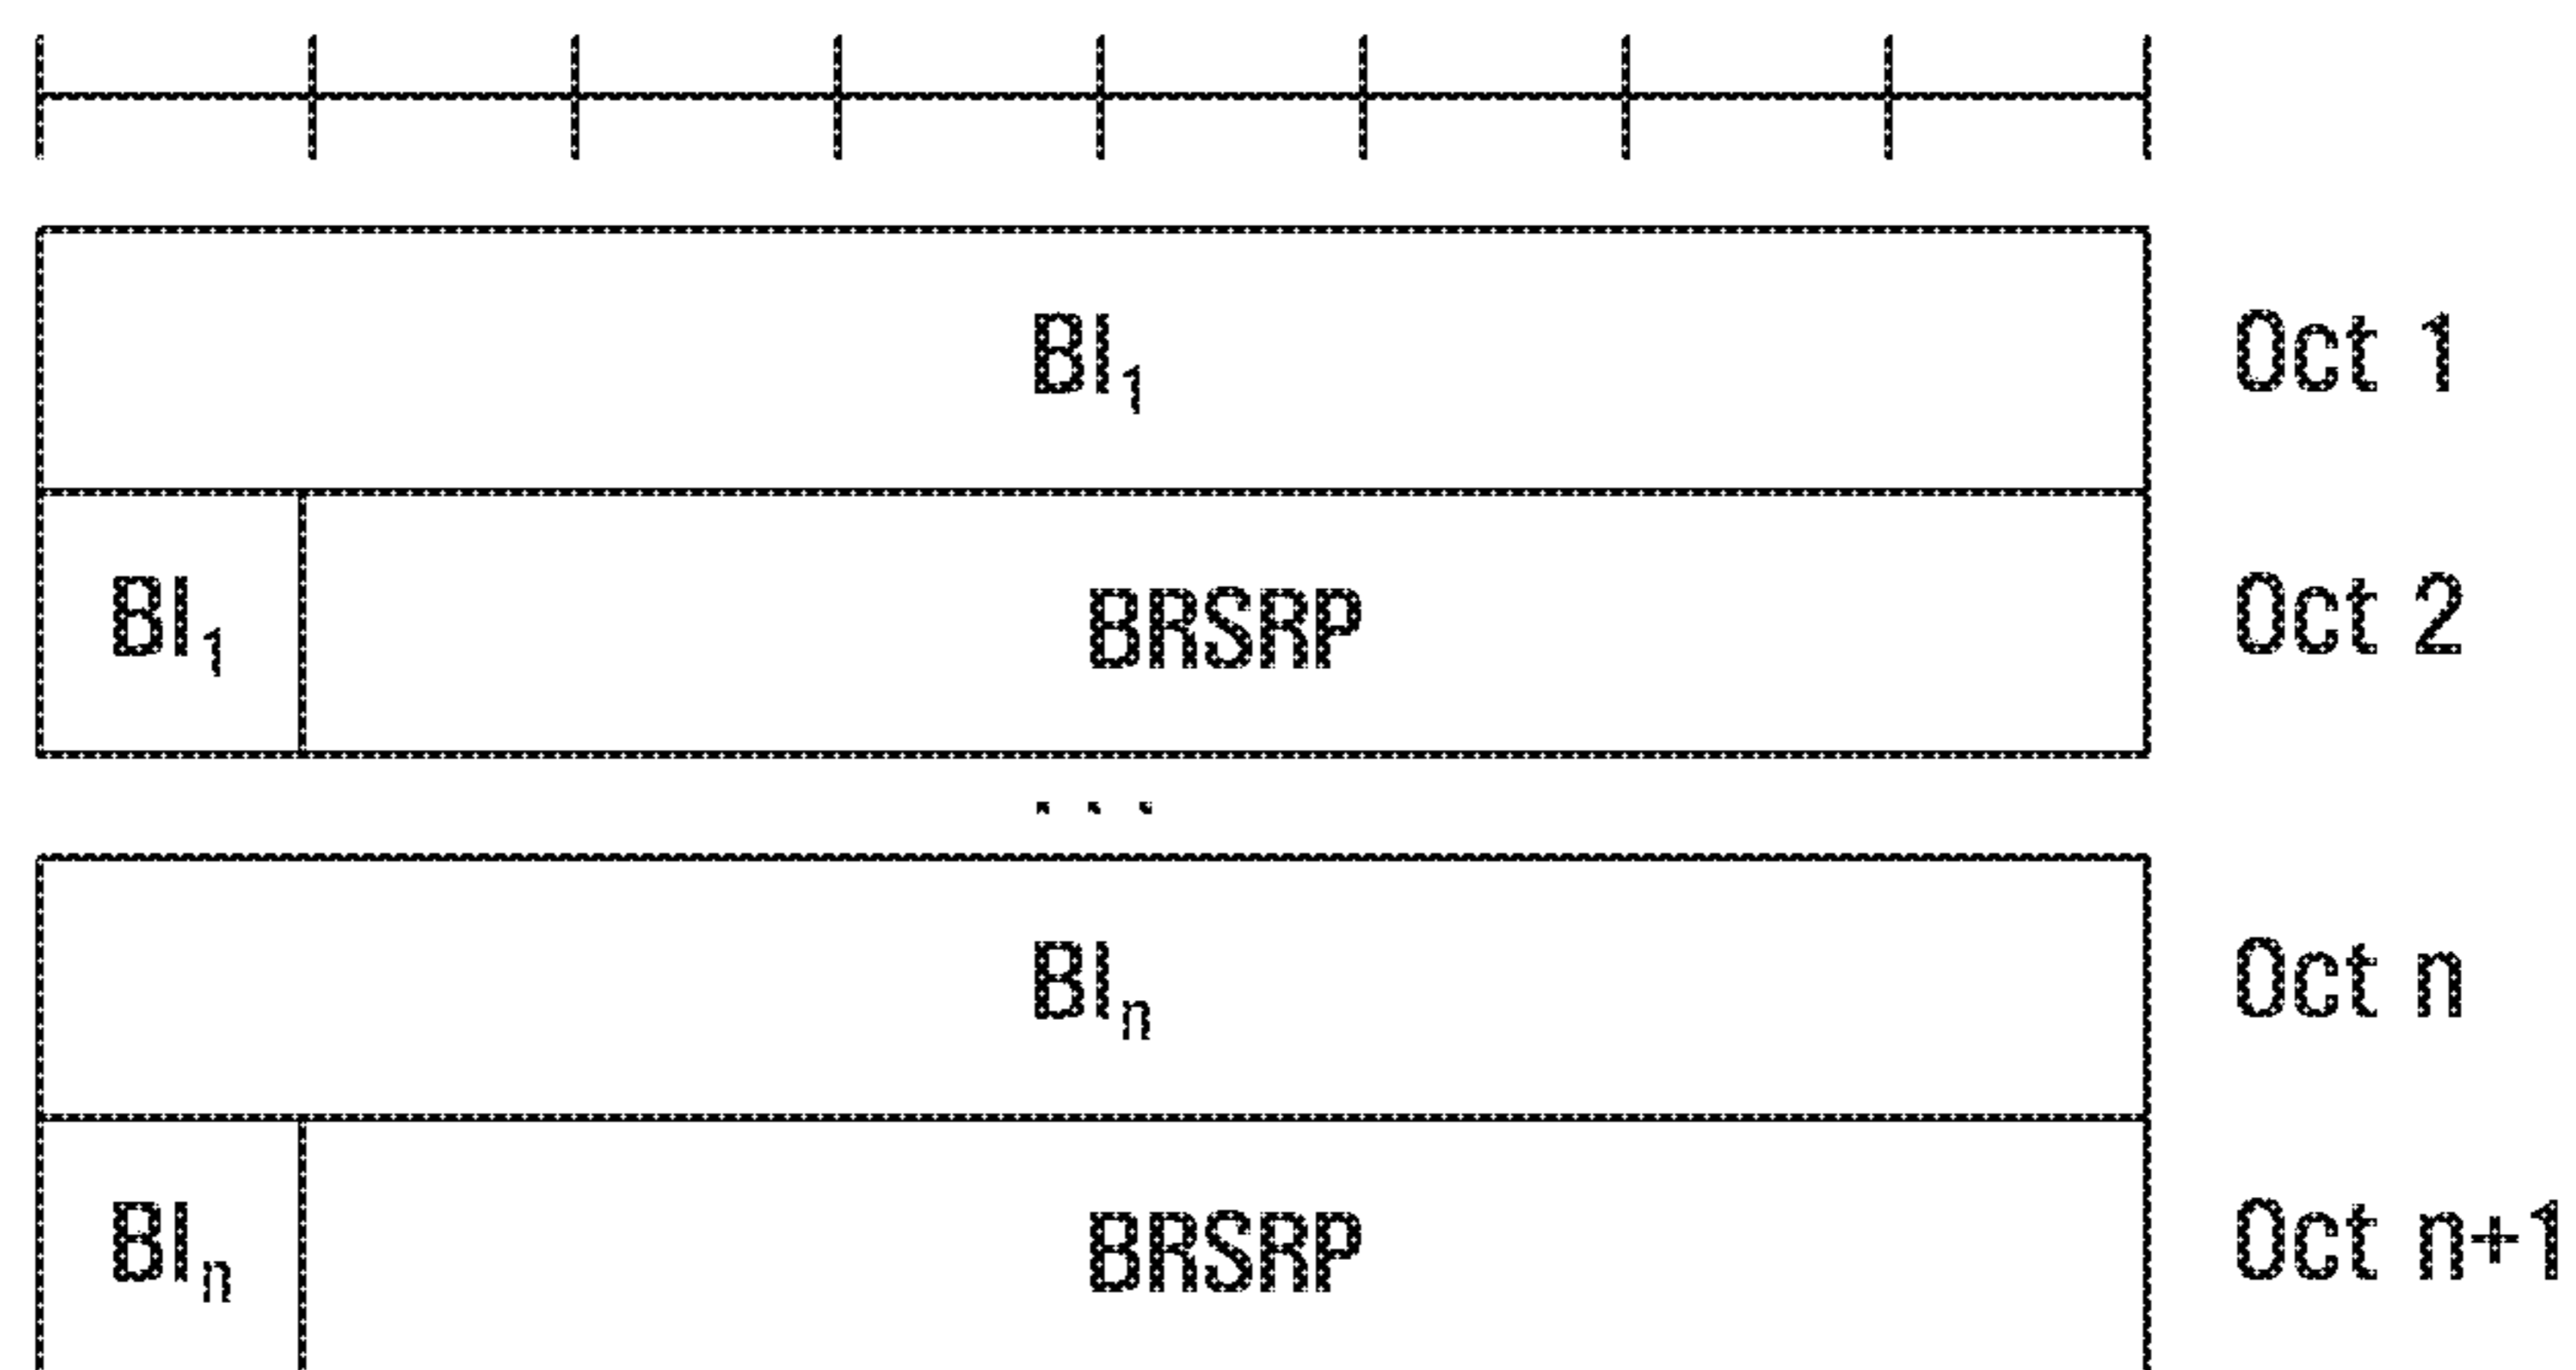 BI₁ Oct 1
BI₁ BRSRP Oct 2
...
BIₙ Oct n
BIₙ BRSRP Oct n+1